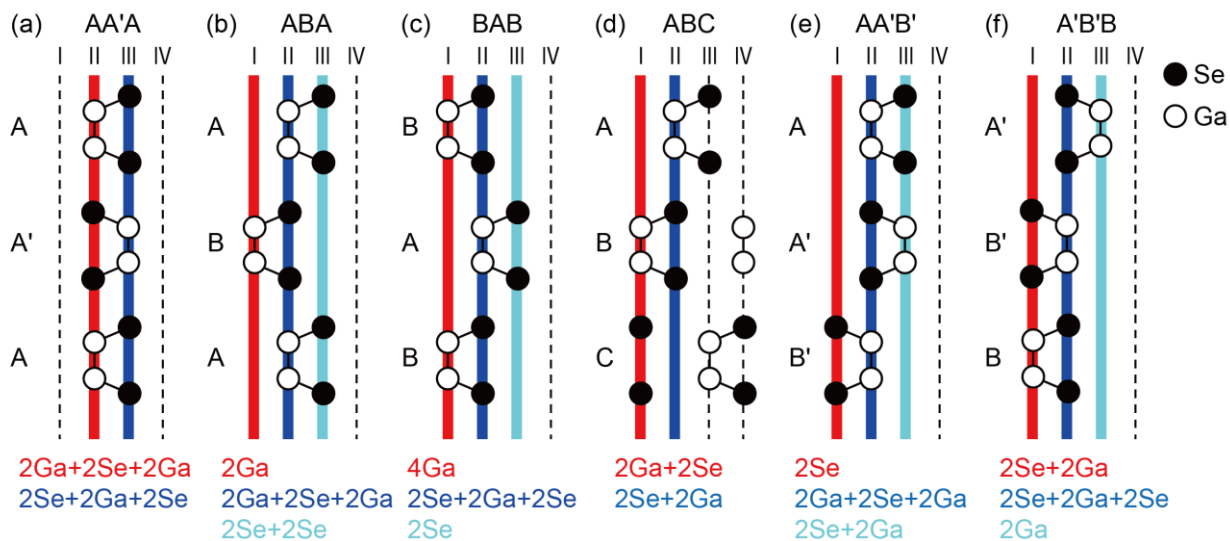 (a) AA'A
I II III IV
A
A'
A
2Ga+2Se+2Ga
2Se+2Ga+2Se
(b) ABA
I II III IV
A
B
A
2Ga
2Ga+2Se+2Ga
2Se+2Se
(c) BAB
I II III IV
B
A
B
4Ga
2Se+2Ga+2Se
2Se
(d) ABC
I II III IV
A
B
C
2Ga+2Se
2Se+2Ga
(e) AA'B'
I II III IV
A
A'
B'
2Se
2Ga+2Se+2Ga
2Se+2Ga
(f) A'B'B
I II III IV
A'
B'
B
2Se+2Ga
2Se+2Ga+2Se
2Ga
Se
Ga